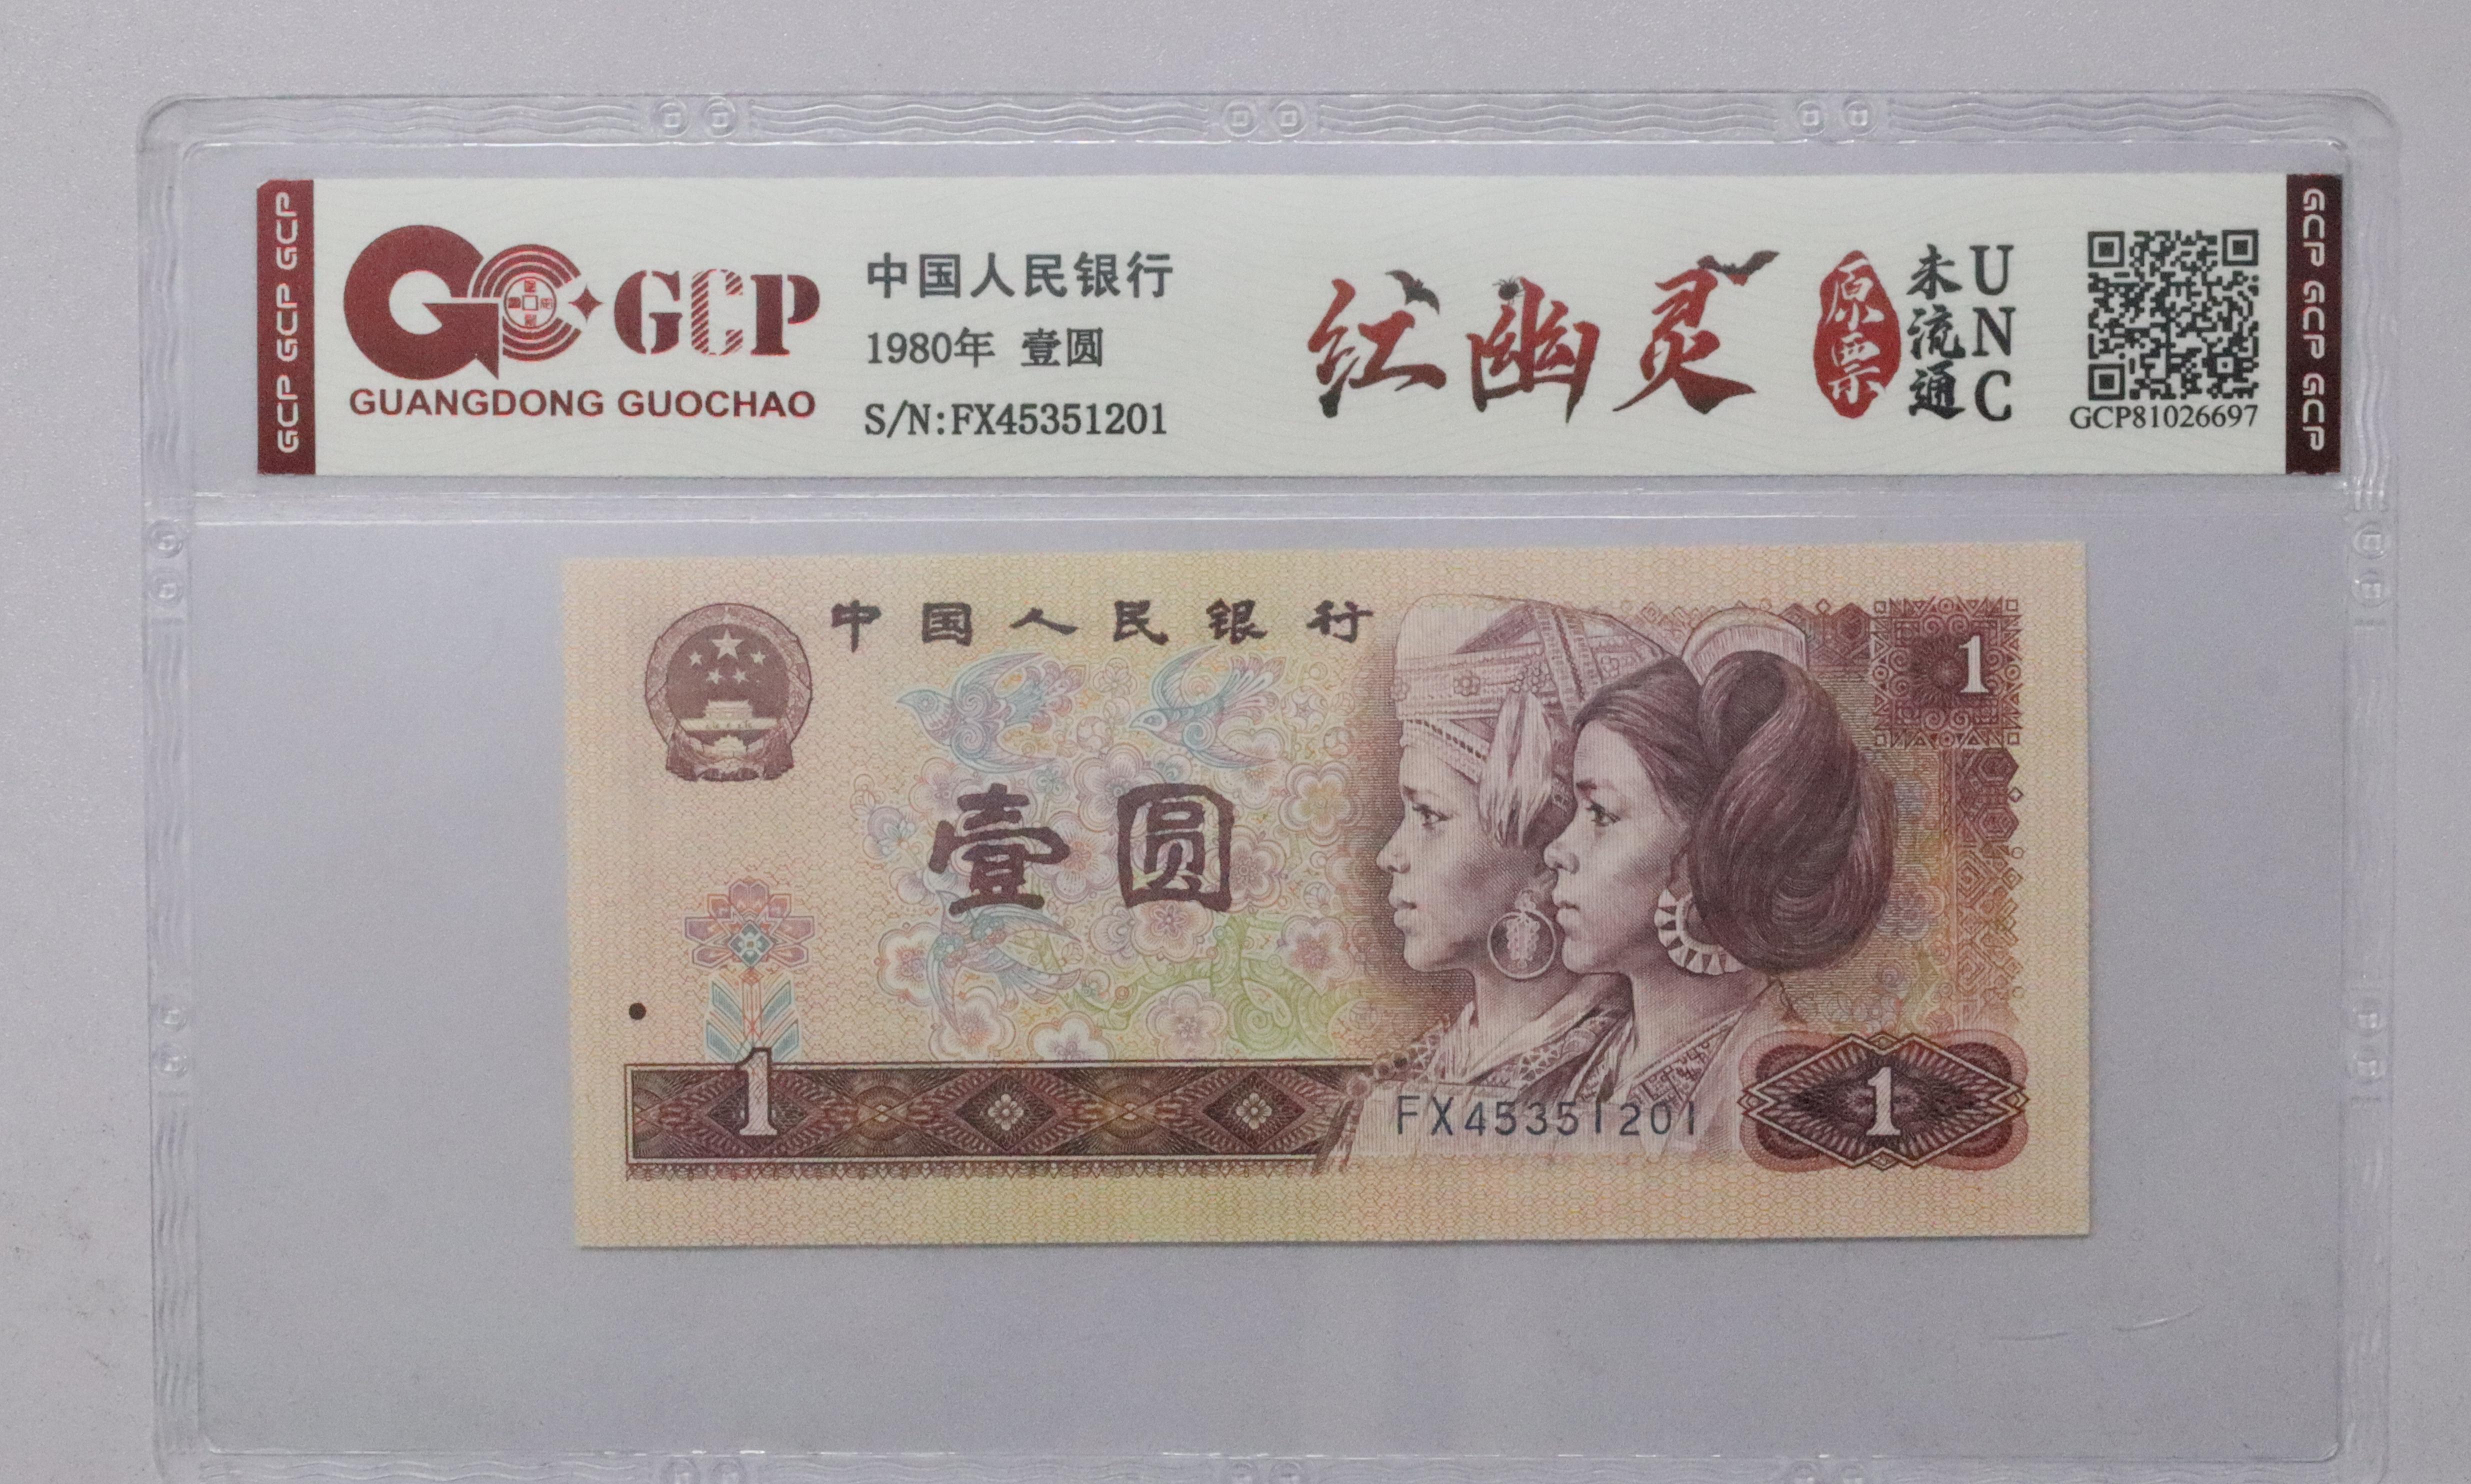 GCP GCP GCP
GCP
GUANGDONG GUOCHAO
中国人民银行
1980年 壹圆
S/N:FX45351201
红幽灵
原票
未流通
UNC
GCP81026697
GCP GCP GCP
中国人民银行
1
壹圆
1
FX45351201
1